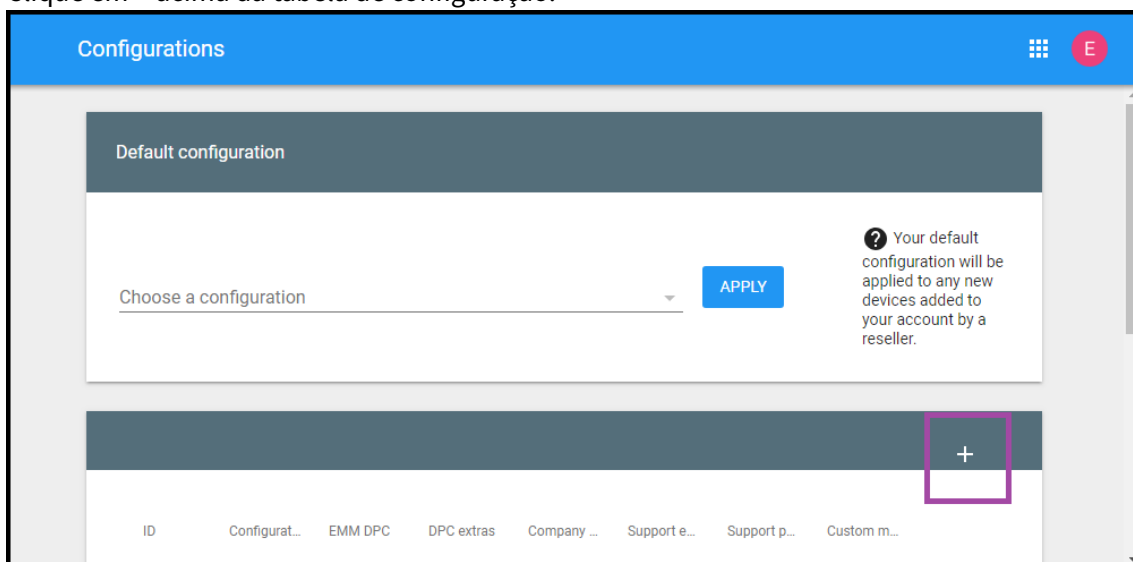 Configurations
E
Default configuration
Choose a configuration
APPLY
? Your default
configuration will be
applied to any new
devices added to
your account by a
reseller.
+
ID Configurat... EMM DPC DPC extras Company ... Support e... Support p... Custom m...